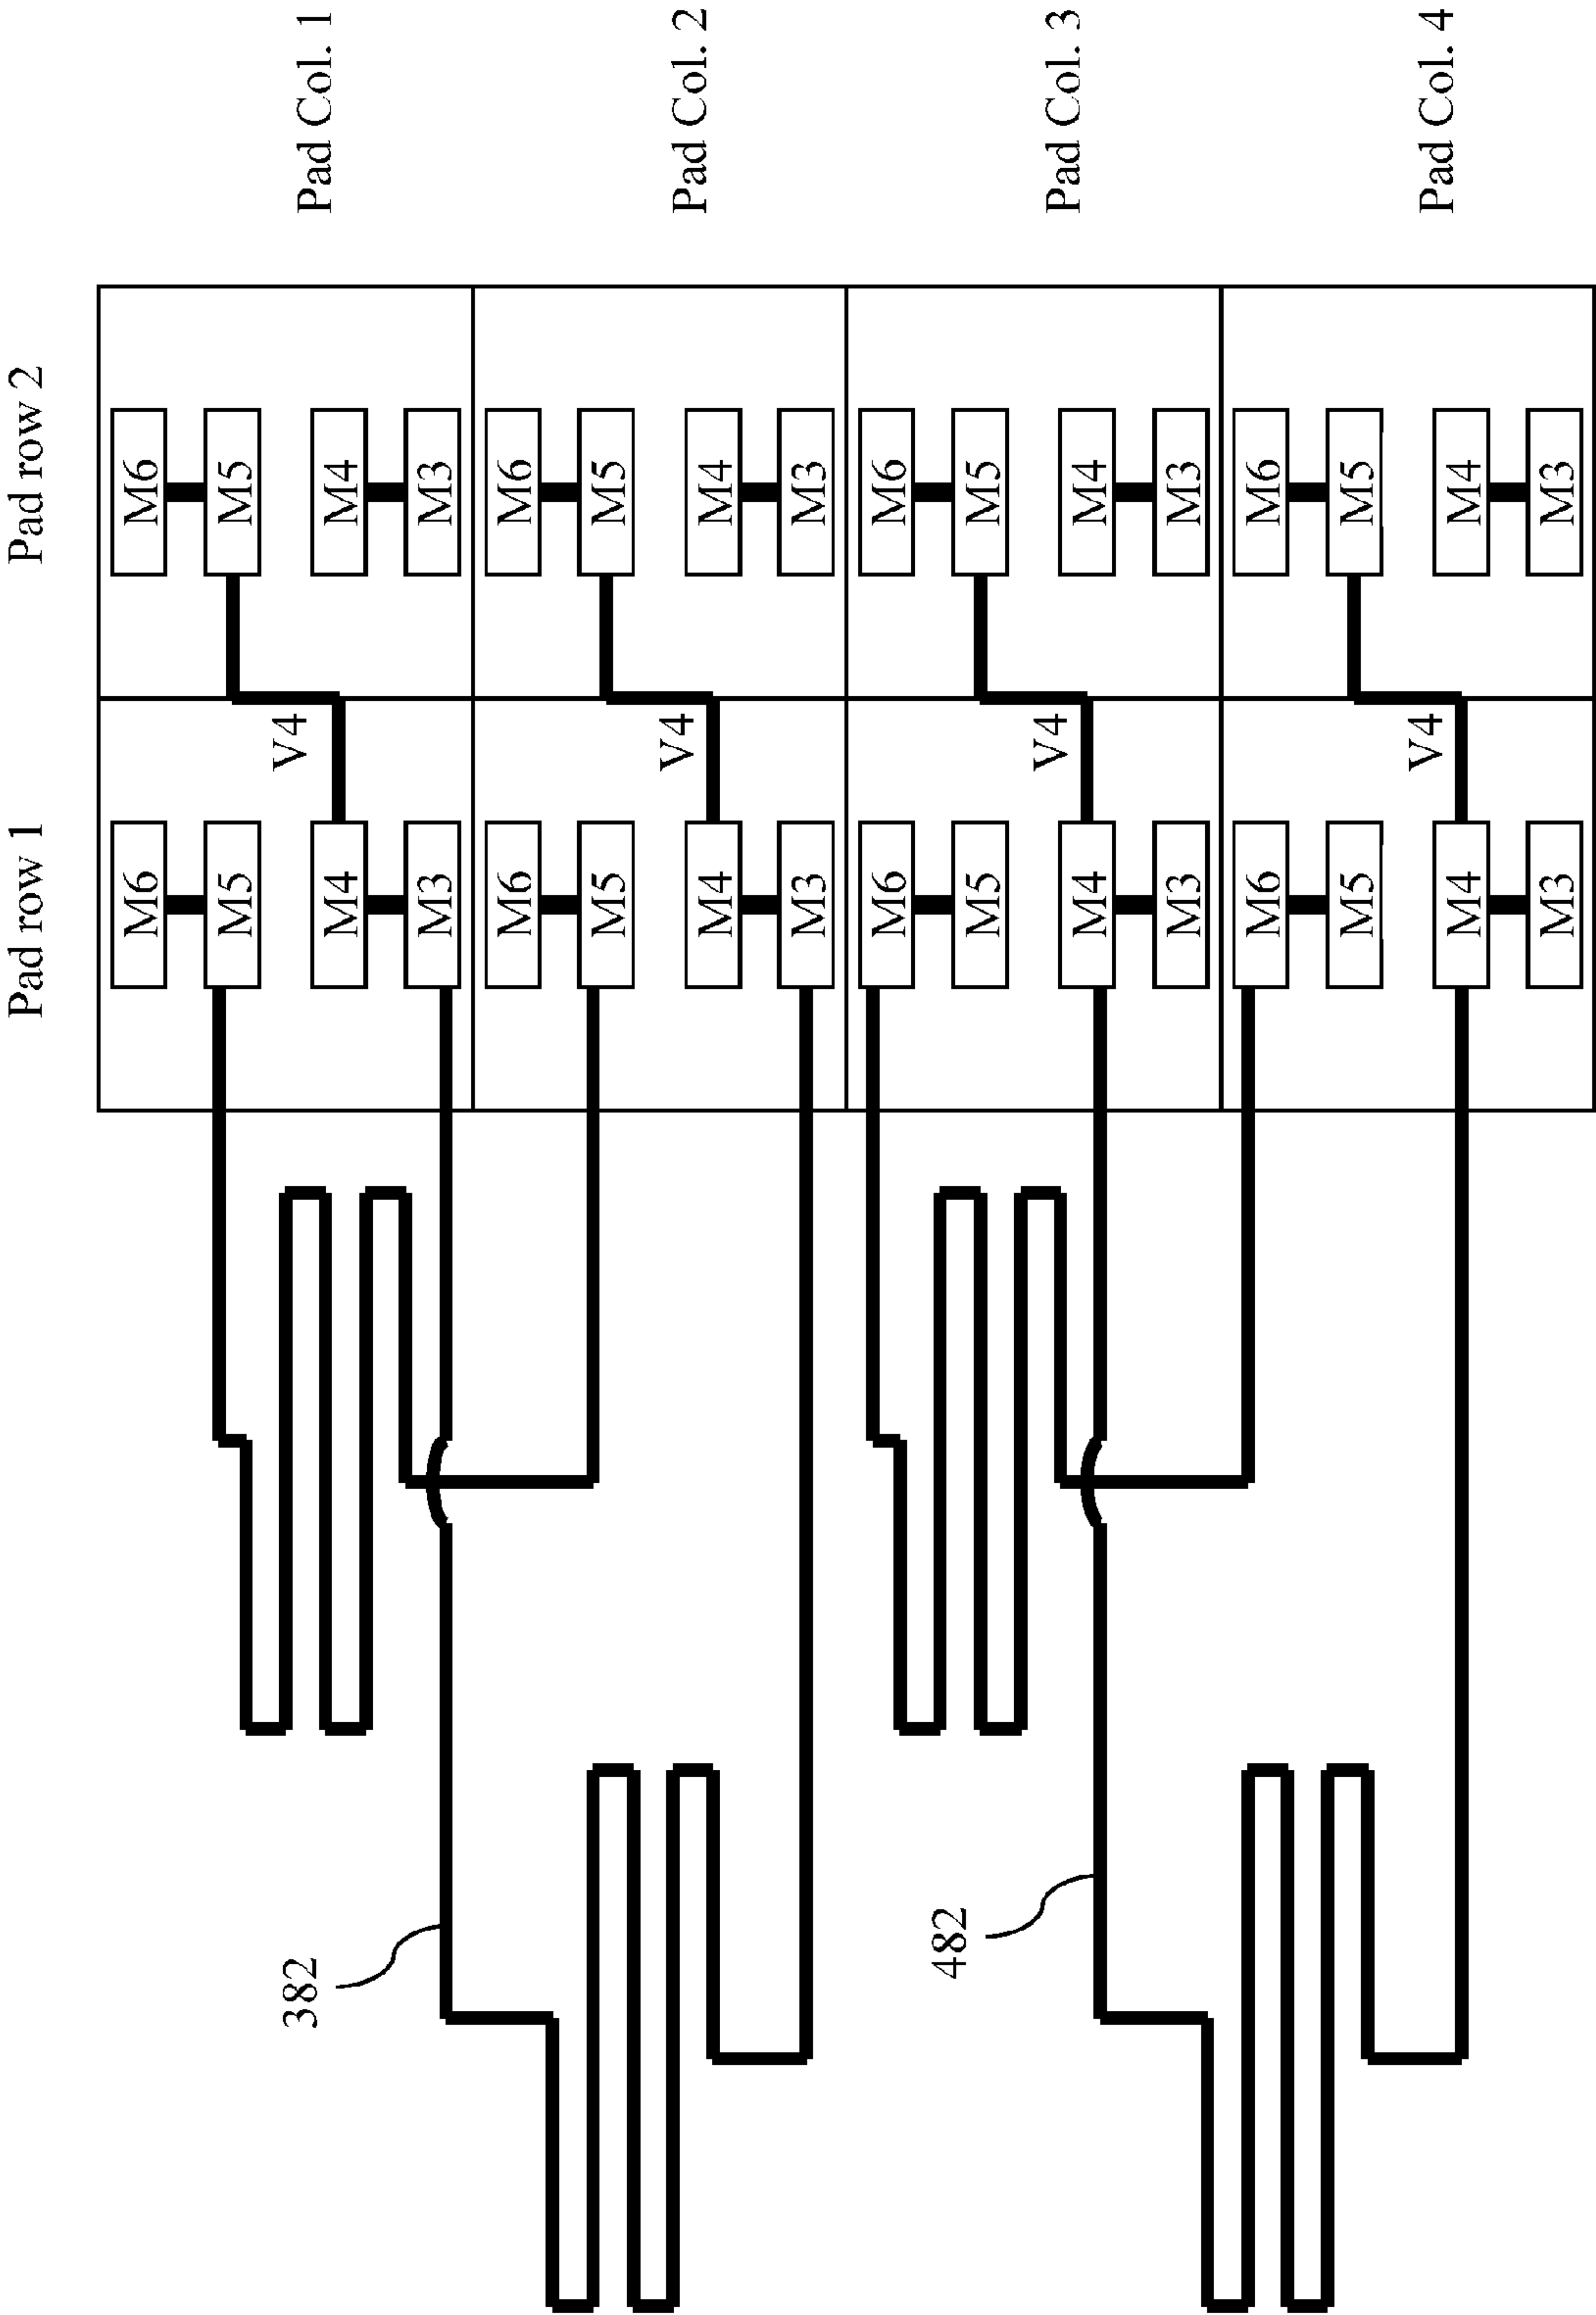 Pad row 1 Pad row 2
M6 M6
M5 M5
382 V4 Pad Col. 1
M4 M4
M3 M3
M6 M6
M5 M5
V4 Pad Col. 2
M4 M4
M3 M3
M6 M6
482
M5 M5
V4 Pad Col. 3
M4 M4
M3 M3
M6 M6
M5 M5
V4 Pad Col. 4
M4 M4
M3 M3